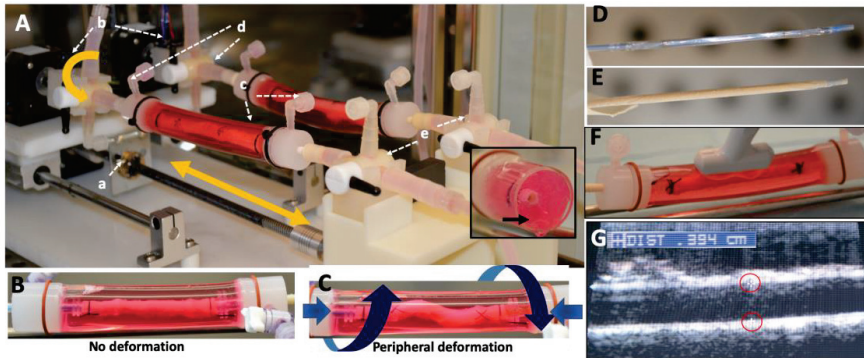 A
b
d
c
e
a
B
No deformation
C
Peripheral deformation
D
E
F
G
DIST .394 cm